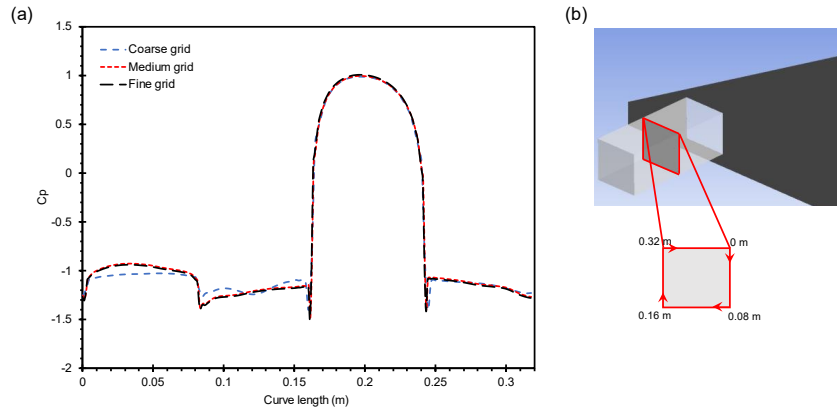 (a)
(b)
1.5
1
0.5
0
-0.5
-1
-1.5
-2
Cp
Coarse grid
Medium grid
Fine grid
0
0.05
0.1
0.15
0.2
0.25
0.3
Curve length (m)
0.32 m
0 m
0.16 m
0.08 m